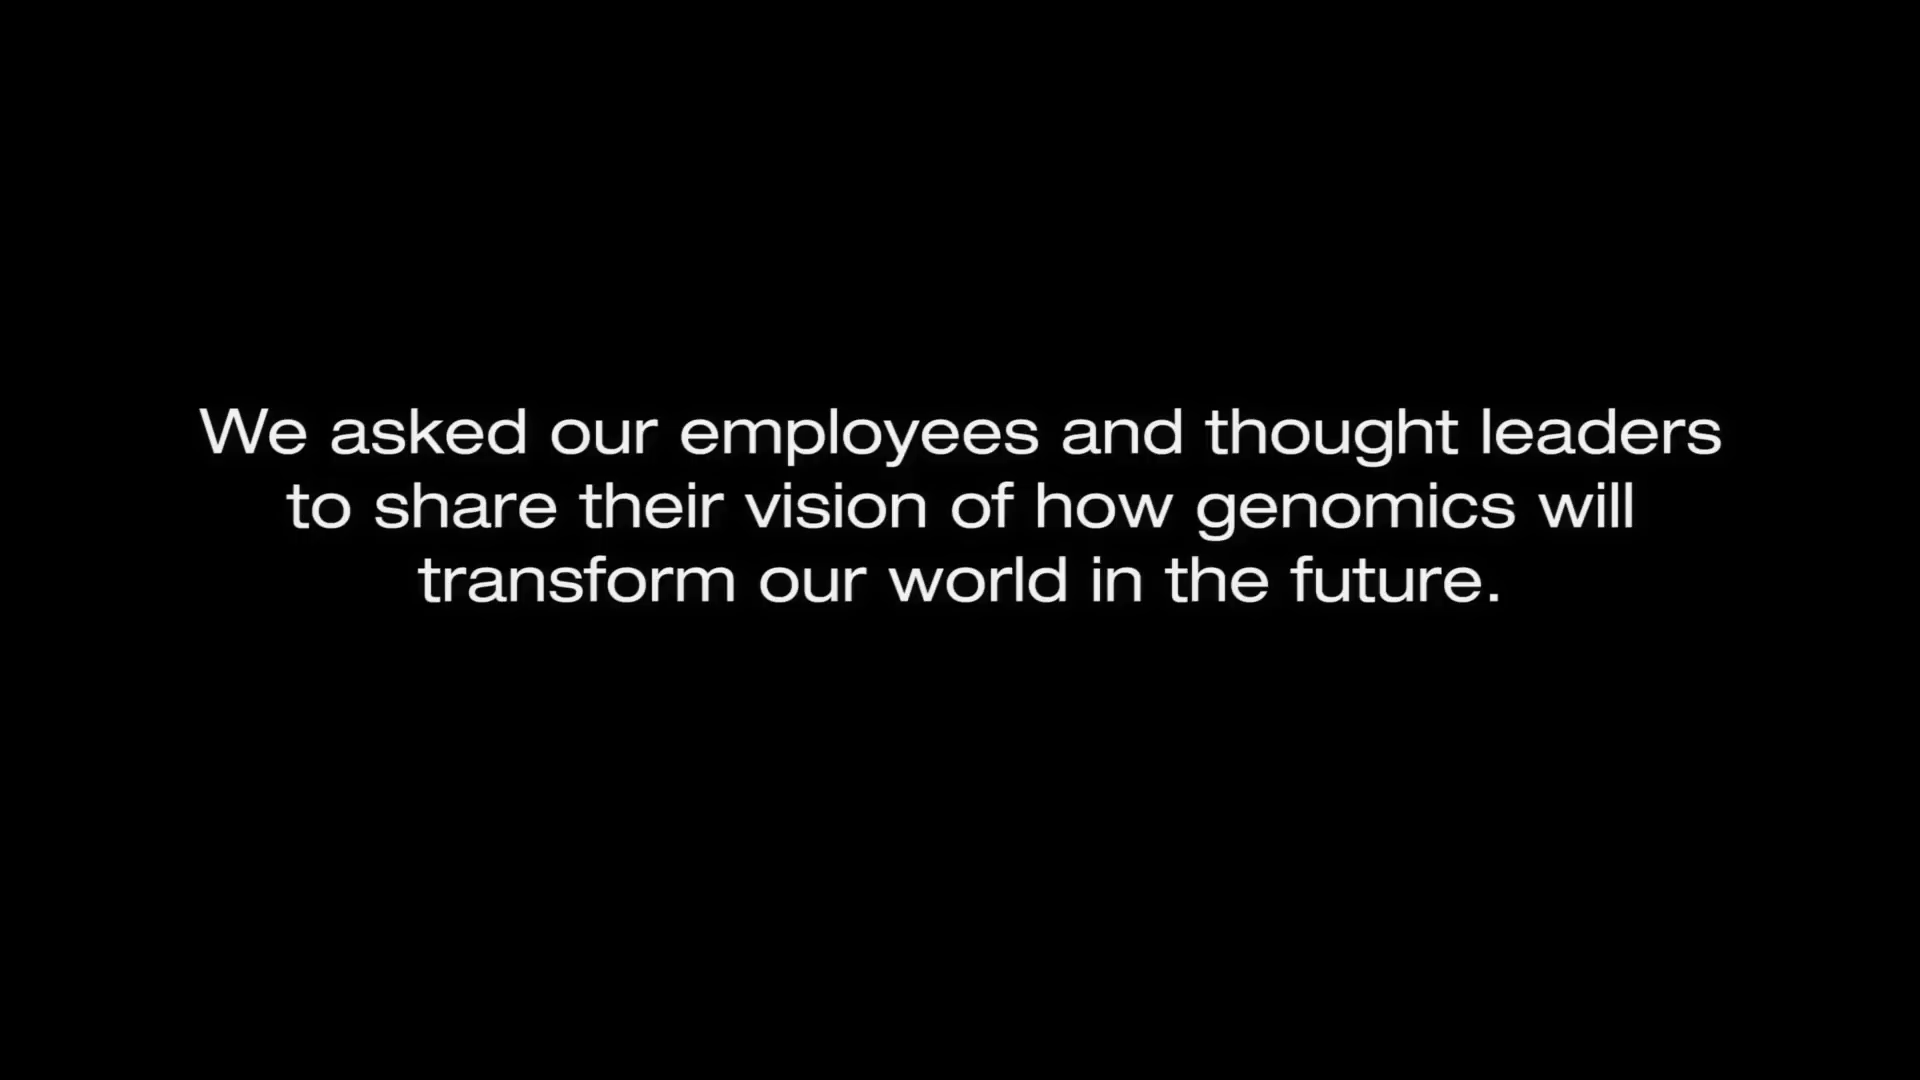 We asked our employees and thought leaders
to share their vision of how genomics will
transform our world in the future.